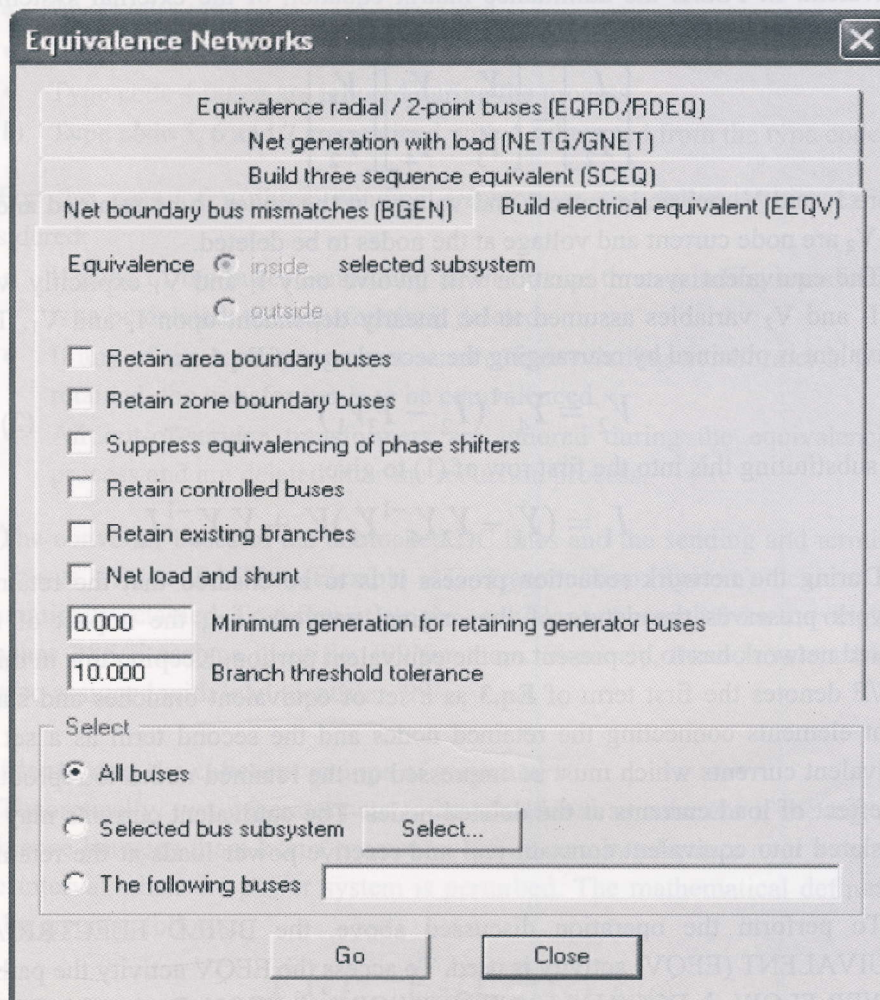 Equivalence Networks
Equivalence radial / 2-point buses (EQRD/RDEQ)
Net generation with load (NETG/GNET)
Build three sequence equivalent (SCEQ)
Net boundary bus mismatches (BGEN)
Build electrical equivalent (EEQV)
Equivalence inside selected subsystem
outside
Retain area boundary buses
Retain zone boundary buses
Suppress equivalencing of phase shifters
Retain controlled buses
Retain existing branches
Net load and shunt
0.000 Minimum generation for retaining generator buses
10.000 Branch threshold tolerance
Select
All buses
Selected bus subsystem Select...
The following buses
Go Close